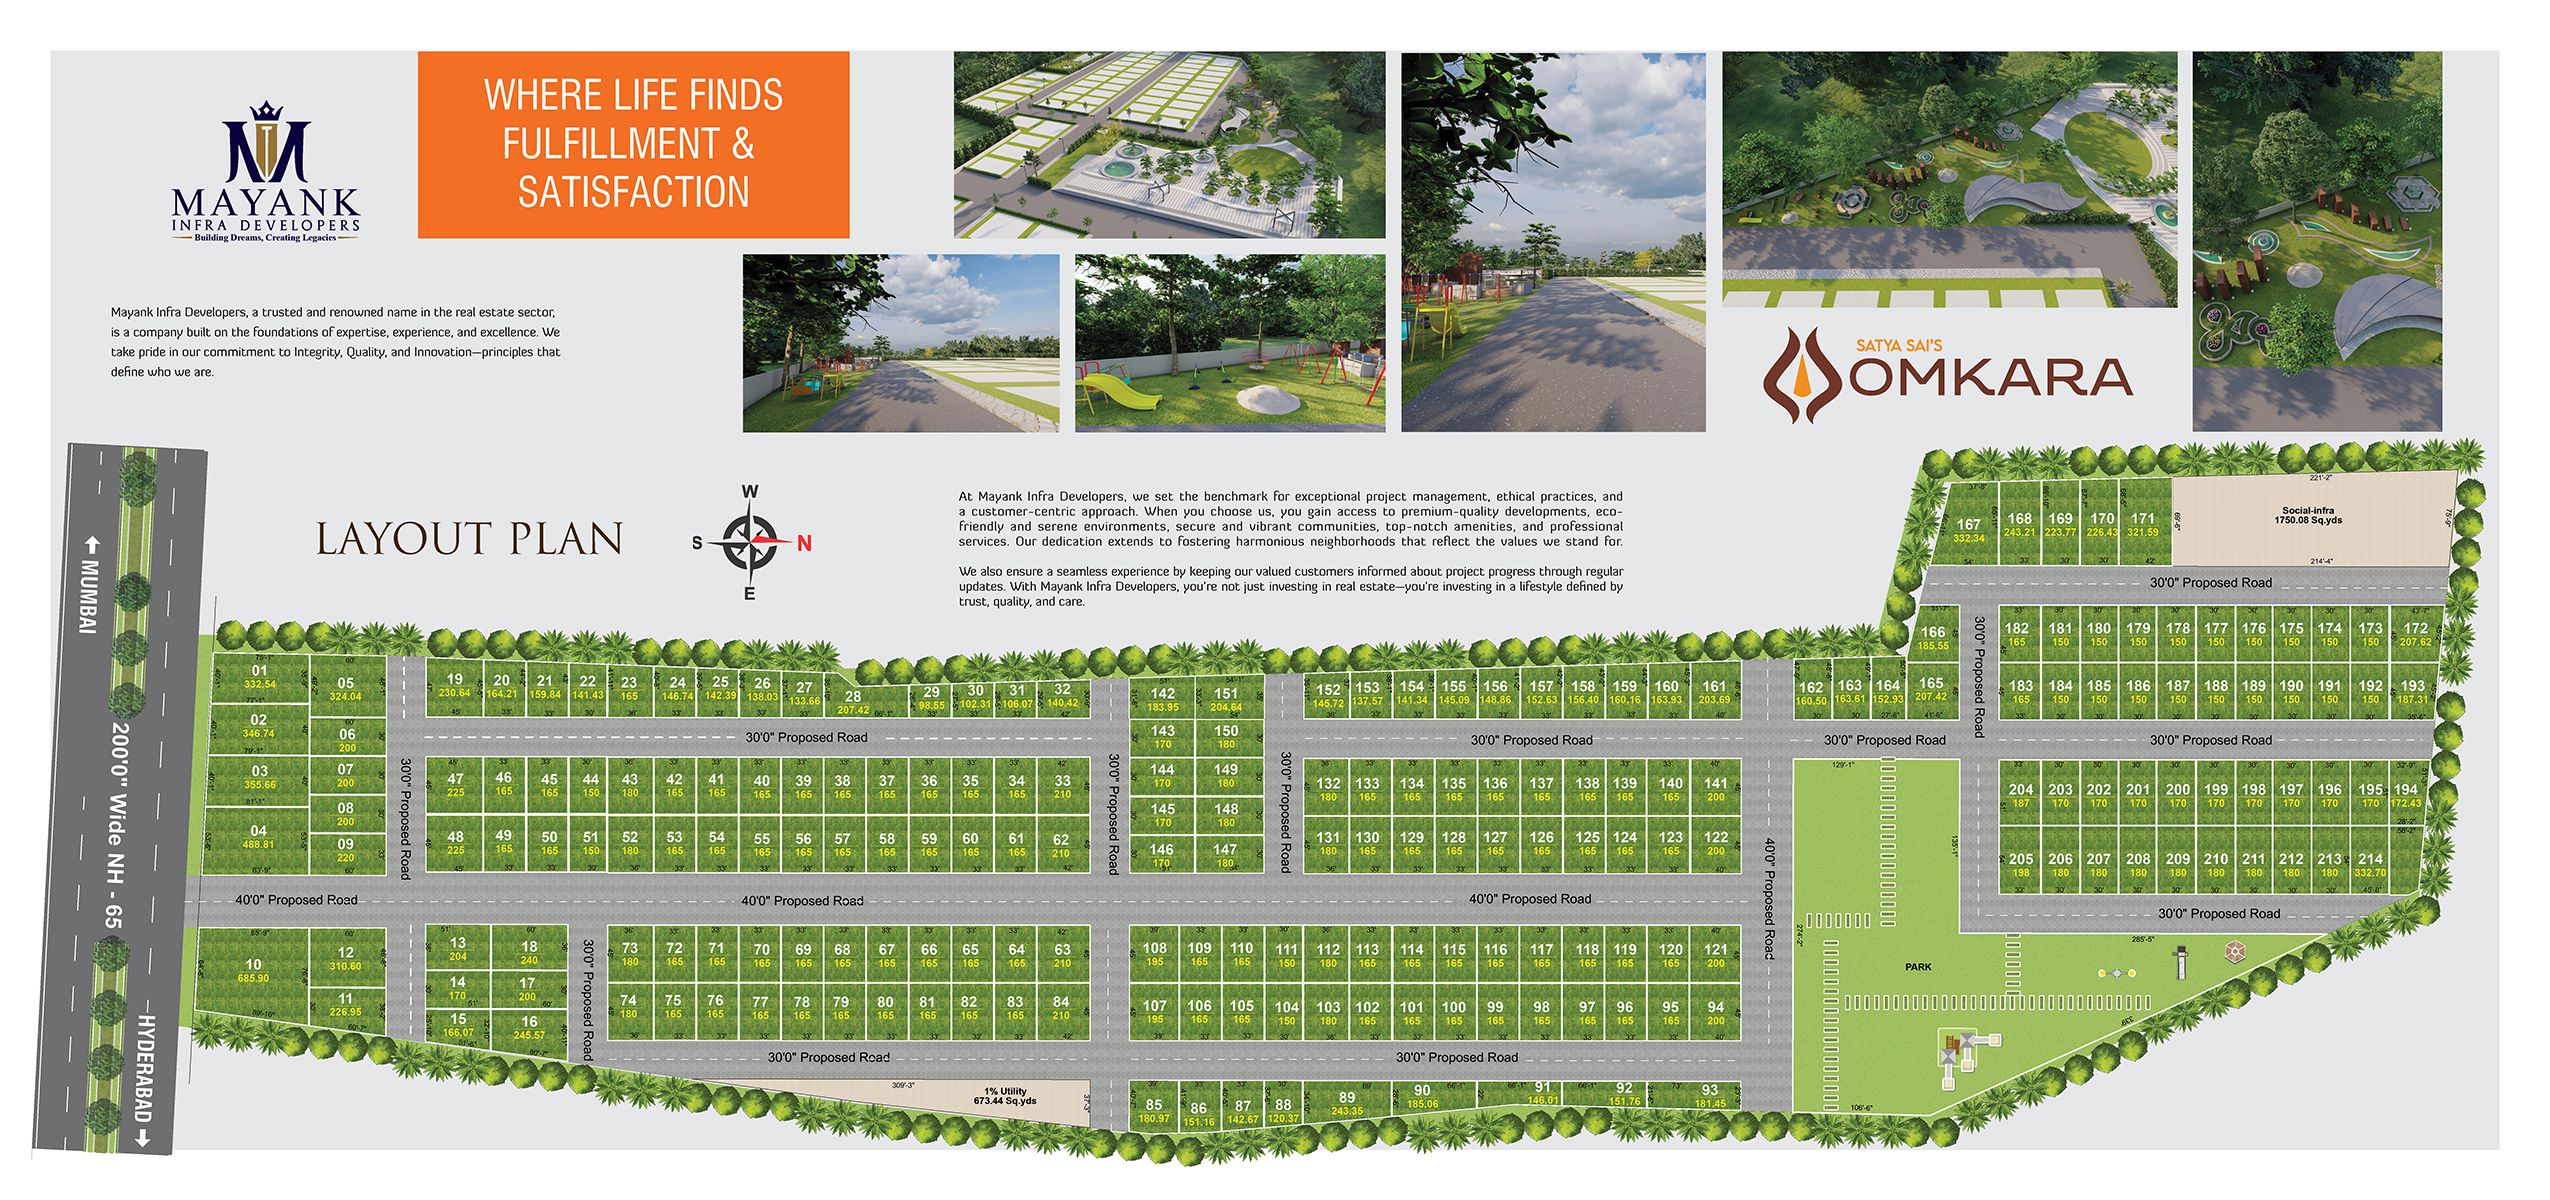 MAYANK
INFRA DEVELOPERS
Building Dreams, Creating Legacies
WHERE LIFE FINDS
FULFILLMENT &
SATISFACTION
Mayank Infra Developers, a trusted and renowned name in the real estate sector,
is a company built on the foundations of expertise, experience, and excellence. We
take pride in our commitment to Integrity, Quality, and Innovation—principles that
define who we are.
SATYA SAI'S
OMKARA
LAYOUT PLAN
W
S N
E
At Mayank Infra Developers, we set the benchmark for exceptional project management, ethical practices, and
a customer-centric approach. When you choose us, you gain access to premium-quality developments, eco-
friendly and serene environments, secure and vibrant communities, top-notch amenities, and professional
services. Our dedication extends to fostering harmonious neighborhoods that reflect the values we stand for.
We also ensure a seamless experience by keeping our valued customers informed about project progress through regular
updates. With Mayank Infra Developers, you're not just investing in real estate—you're investing in a lifestyle defined by
trust, quality, and care.
MUMBAI
200'0" Wide NH - 65
HYDERABAD
01 332.54
02 346.74
03 355.66
04 488.81
05 324.04
06 200
07 200
08 200
09 220
10 685.90
12 310.60
11 226.95
13 204
14 170
15 166.07
18 240
17 200
16 245.57
19 20 21 22 23 24 25 26 27 28 29 30 31 32
230.64 164.21 159.84 141.43 165 146.74 142.39 138.03 133.66 207.42 98.55 102.31 106.07 140.42
30'0" Proposed Road
47 46 45 44 43 42 41 40 39 38 37 36 35 34 33
225 165 165 150 180 165 165 165 165 165 165 165 165 165 210
48 49 50 51 52 53 54 55 56 57 58 59 60 61 62
225 165 165 150 180 165 165 165 165 165 165 165 165 165 210
30'0" Proposed Road
40'0" Proposed Road
40'0" Proposed Road
40'0" Proposed Road
30'0" Proposed Road
73 72 71 70 69 68 67 66 65 64 63
180 165 165 165 165 165 165 165 165 165 210
74 75 76 77 78 79 80 81 82 83 84
180 165 165 165 165 165 165 165 165 165 210
30'0" Proposed Road
309'-3"
1% Utility
673.44 Sq.yds
37'-3"
30'0" Proposed Road
142 183.95
151 204.64
143 170
150 180
144 170
149 180
145 170
148 180
146 170
147 180
30'0" Proposed Road
152 153 154 155 156 157 158 159 160 161
145.72 137.57 141.34 145.09 148.86 152.63 156.40 160.16 163.93 203.69
30'0" Proposed Road
132 133 134 135 136 137 138 139 140 141
180 165 165 165 165 165 165 165 165 200
131 130 129 128 127 126 125 124 123 122
180 165 165 165 165 165 165 165 165 200
108 109 110 111 112 113 114 115 116 117 118 119 120 121
195 165 165 150 180 165 165 165 165 165 165 165 165 200
107 106 105 104 103 102 101 100 99 98 97 96 95 94
195 165 165 150 180 165 165 165 165 165 165 165 165 200
30'0" Proposed Road
85 86 87 88 89 90 91 92 93
180.97 151.16 142.67 120.37 243.35 185.06 146.01 151.76 181.45
40'0" Proposed Road
162 163 164 165
160.50 163.61 152.93 207.42
166 185.55
30'0" Proposed Road
167 168 169 170 171
332.34 243.21 223.77 226.43 321.59
221'-2"
Social-infra
1750.08 Sq.yds
214'-4"
30'0" Proposed Road
30'0" Proposed Road
182 181 180 179 178 177 176 175 174 173 172
165 150 150 150 150 150 150 150 150 150 207.62
183 184 185 186 187 188 189 190 191 192 193
165 150 150 150 150 150 150 150 150 150 187.31
30'0" Proposed Road
204 203 202 201 200 199 198 197 196 195 194
187 170 170 170 170 170 170 170 170 170 172.43
205 206 207 208 209 210 211 212 213 214
198 180 180 180 180 180 180 180 180 332.70
30'0" Proposed Road
129'-1"
135'-1"
274'-2"
285'-5"
PARK
339'
106'-6"